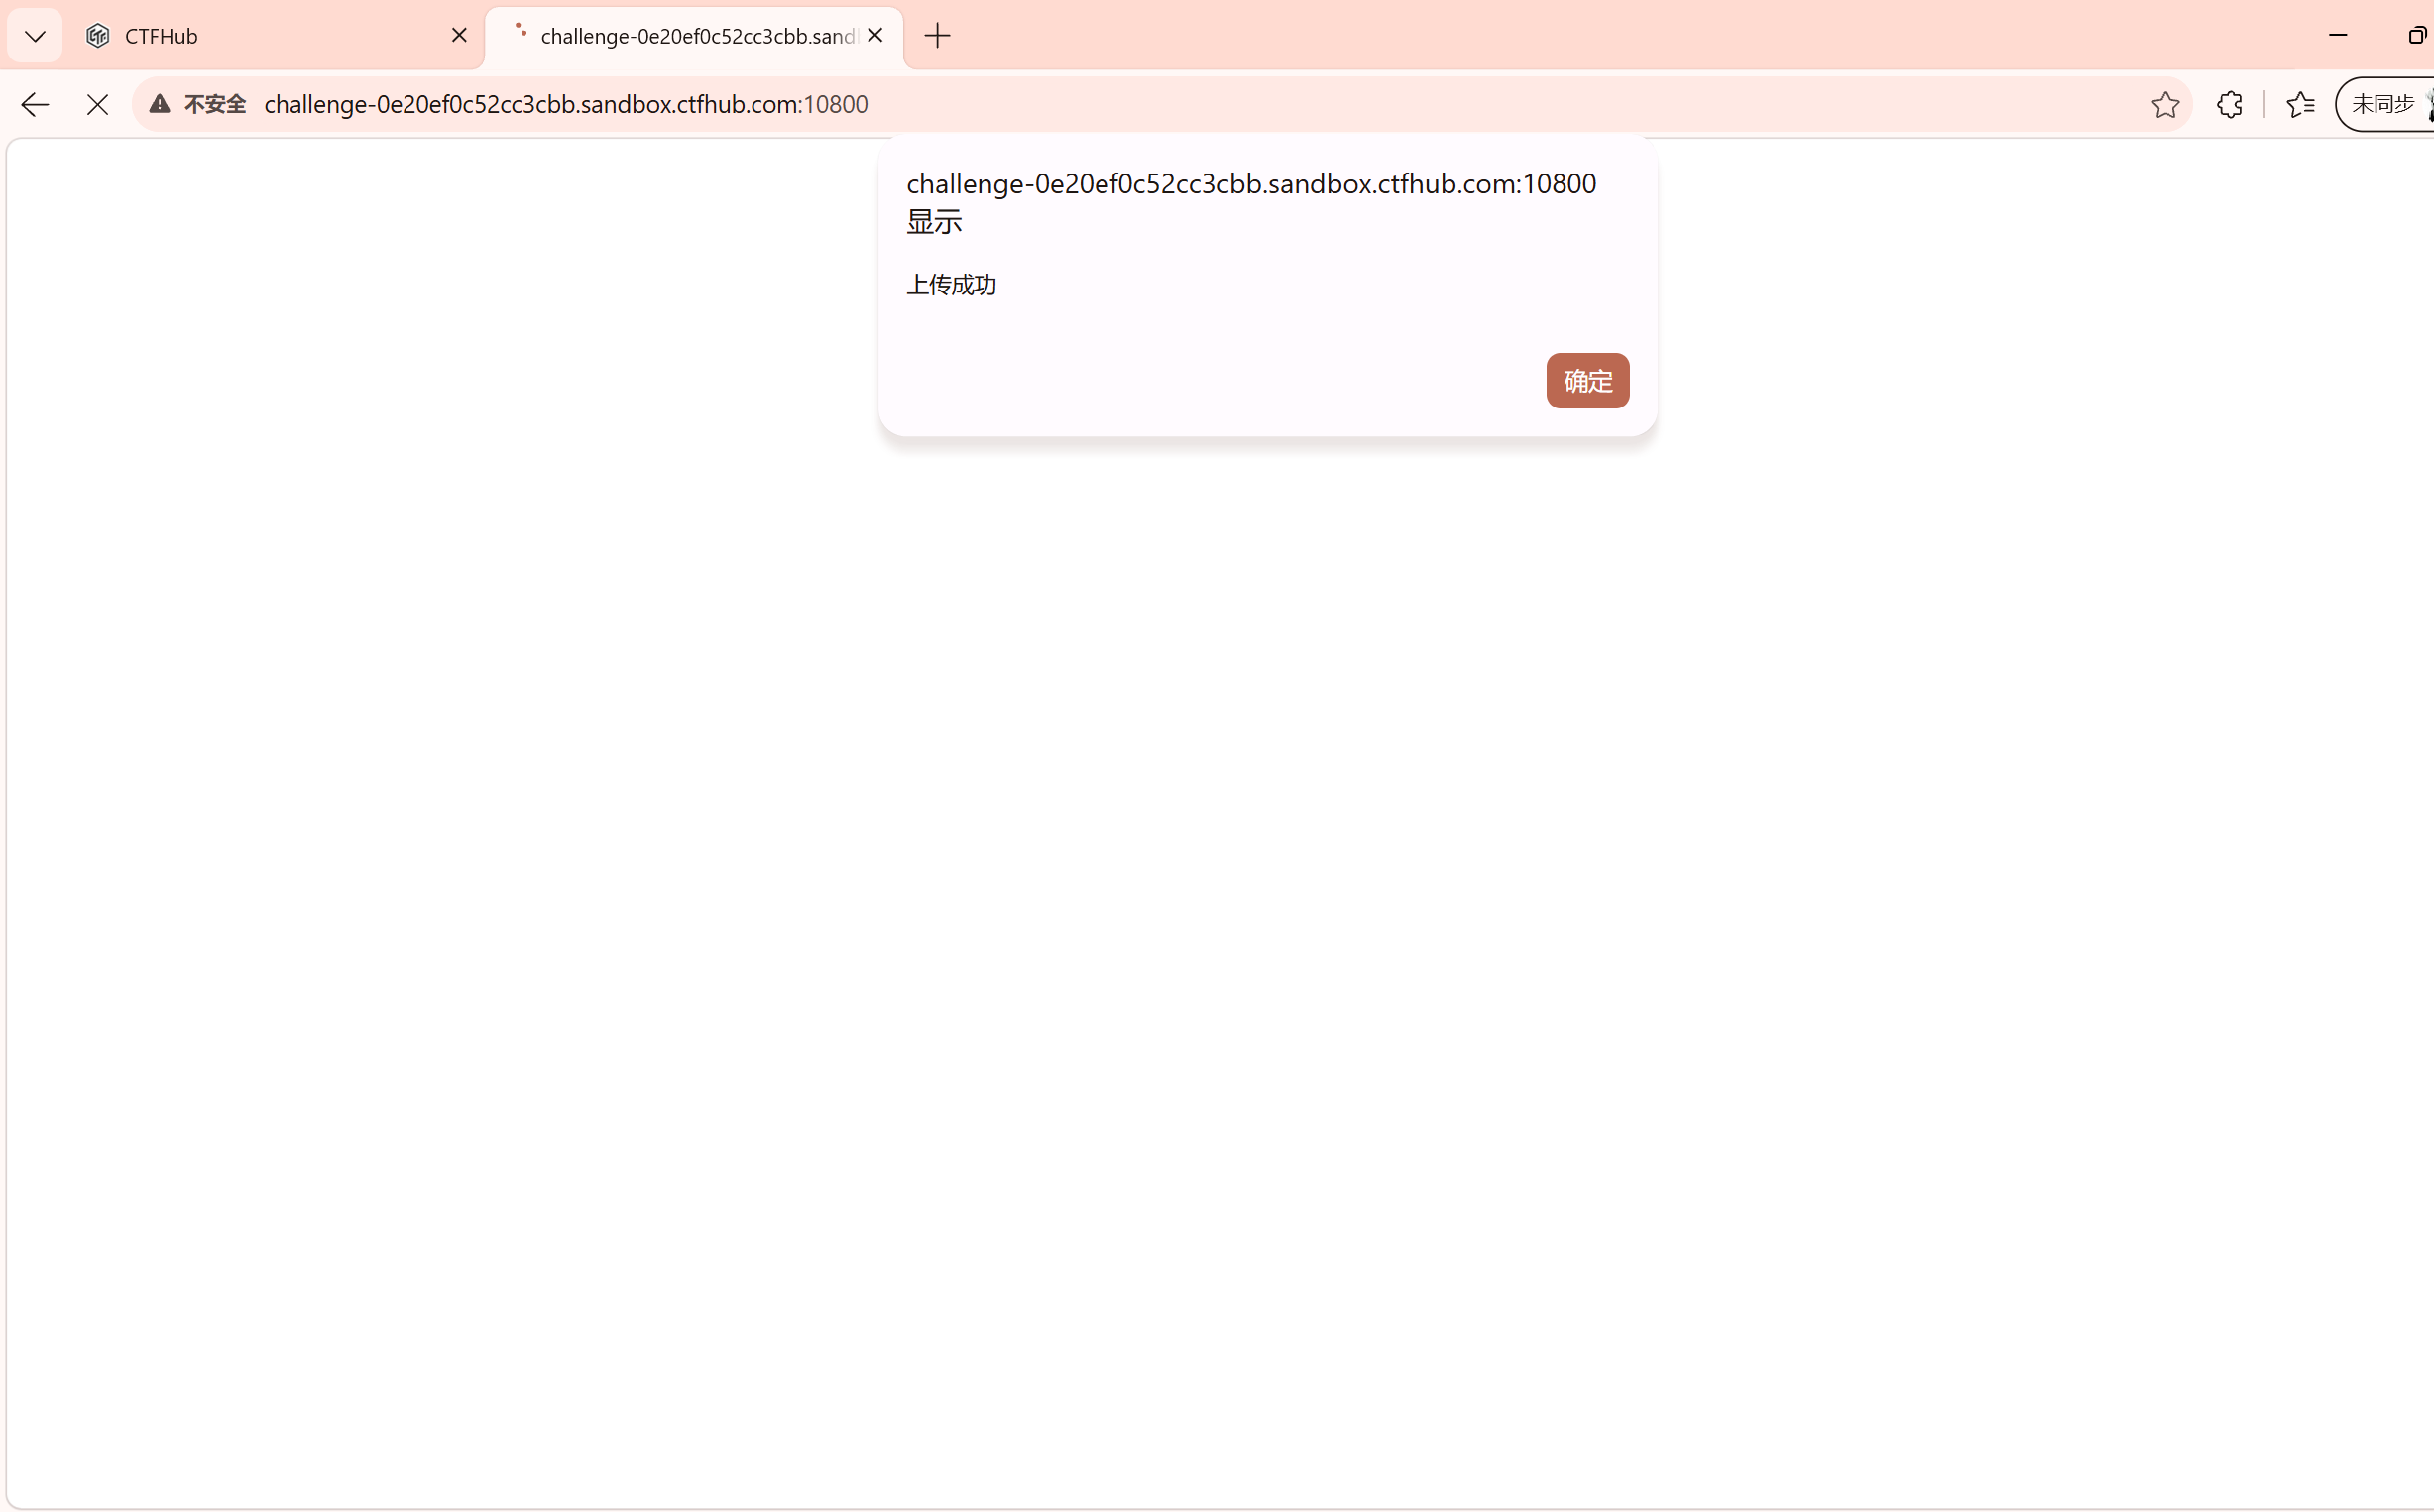 CTFHub
challenge-0e20ef0c52cc3cbb.sand
不安全 challenge-0e20ef0c52cc3cbb.sandbox.ctfhub.com:10800
未同步
challenge-0e20ef0c52cc3cbb.sandbox.ctfhub.com:10800
显示
上传成功
确定